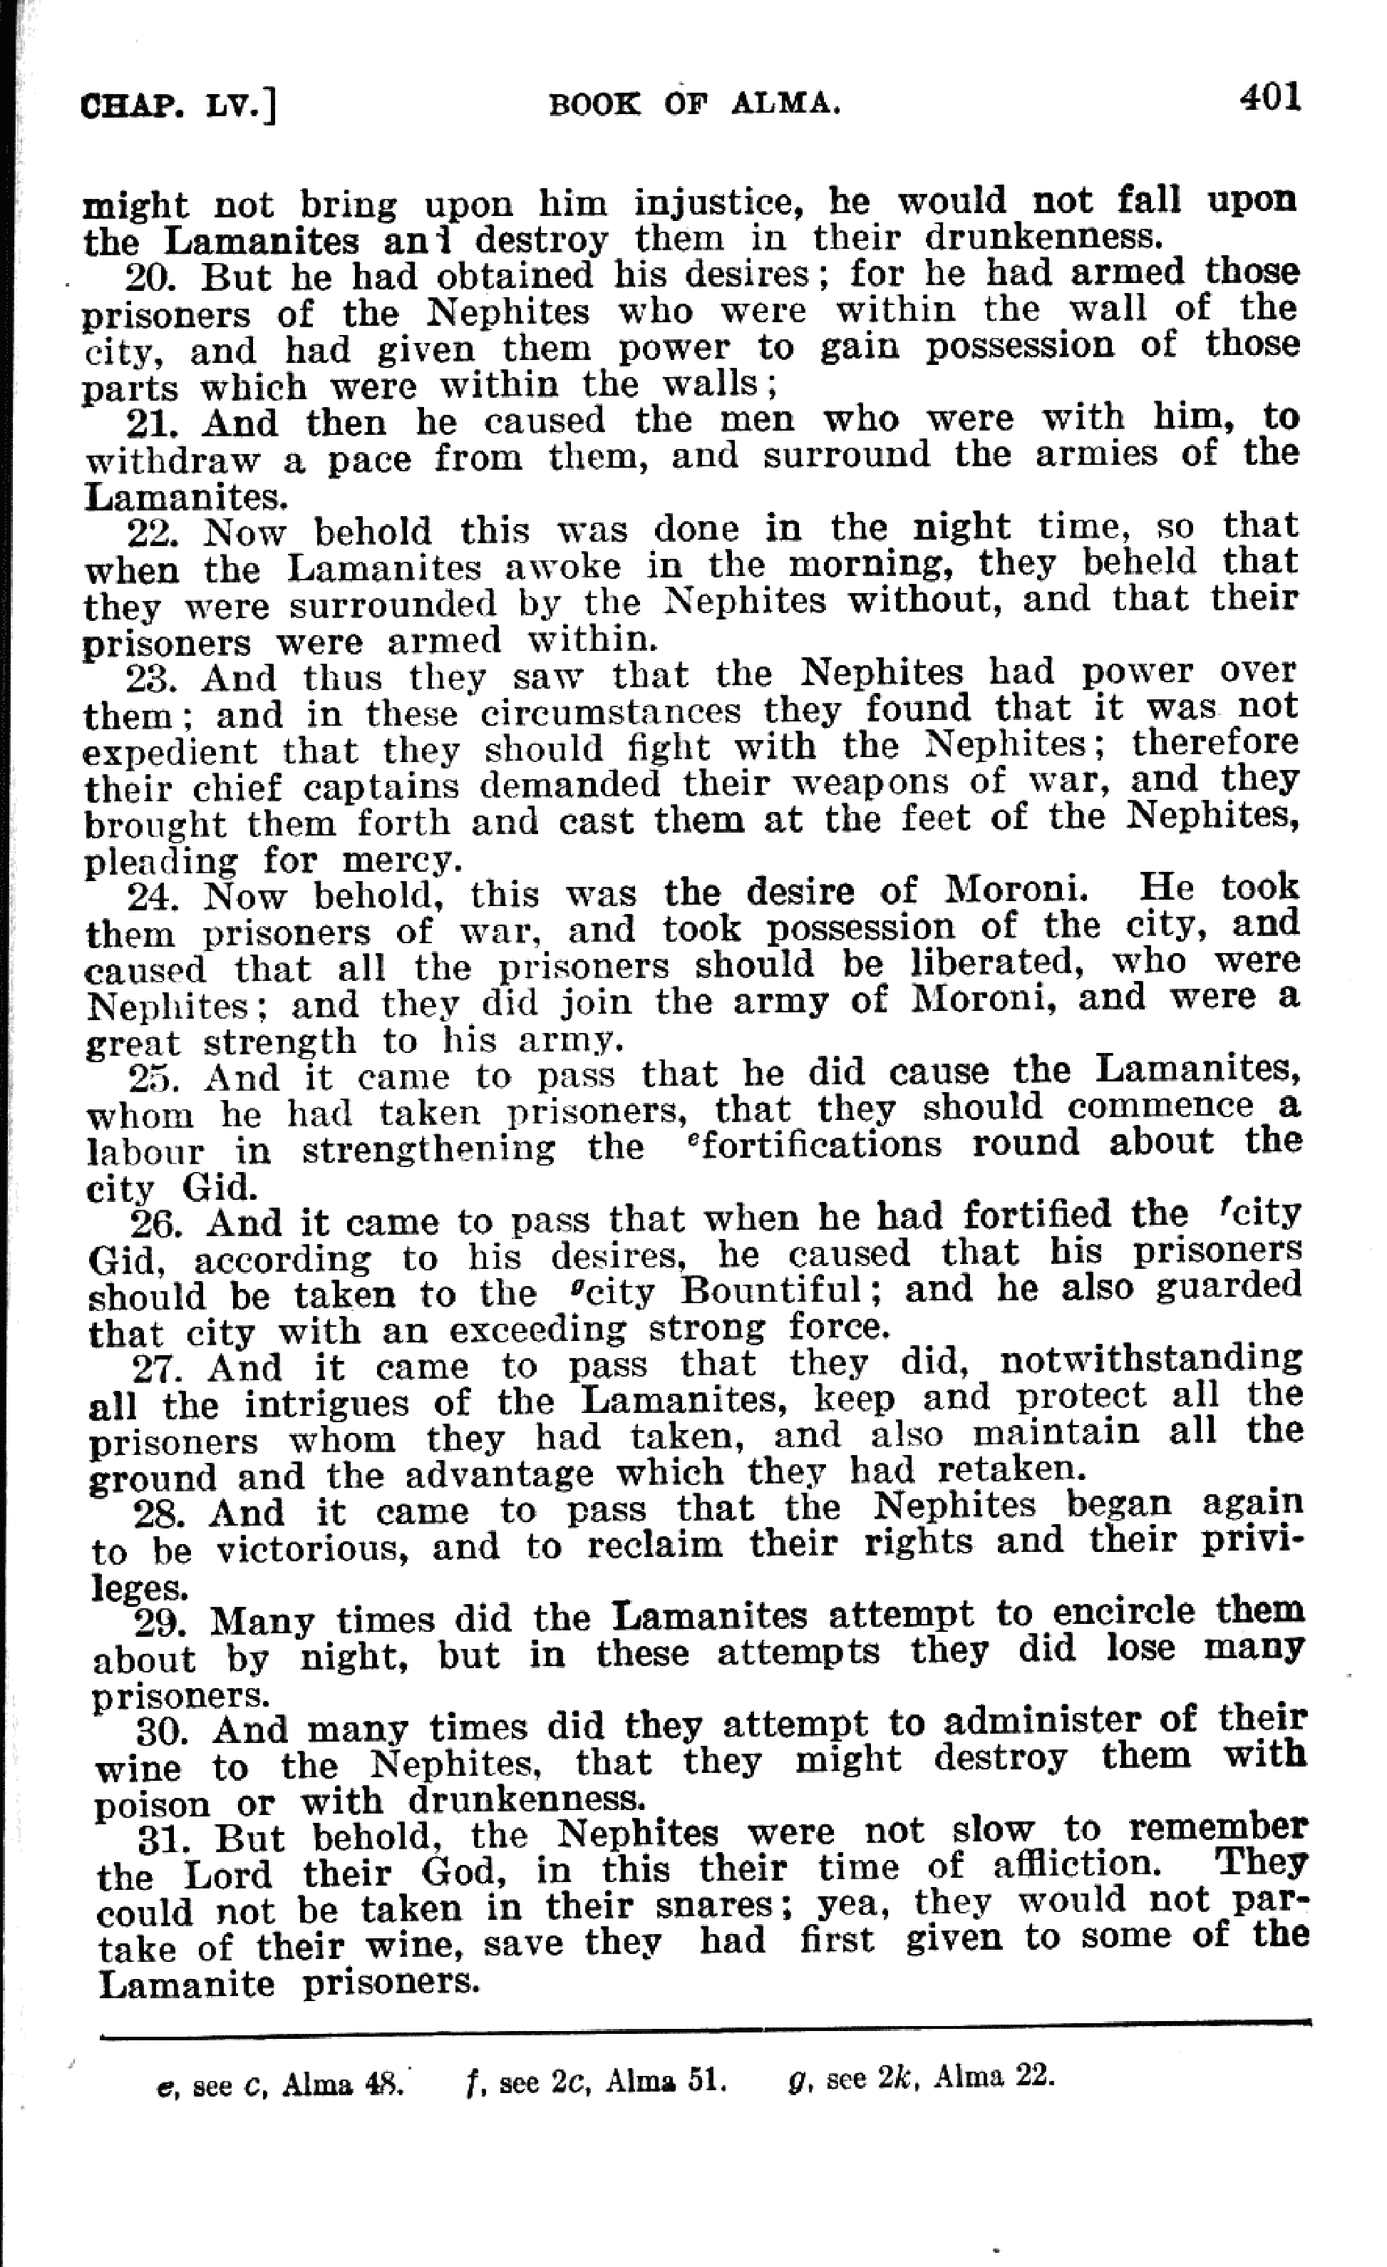 CHAP. LV.] BOOK OF ALMA. 401
might not bring upon him injustice, he would not fall upon
the Lamanites and destroy them in their drunkenness.
20. But he had obtained his desires; for he had armed those
prisoners of the Nephites who were within the wall of the
city, and had given them power to gain possession of those
parts which were within the walls;
21. And then he caused the men who were with him, to
withdraw a pace from them, and surround the armies of the
Lamanites.
22. Now behold this was done in the night time, so that
when the Lamanites awoke in the morning, they beheld that
they were surrounded by the Nephites without, and that their
prisoners were armed within.
23. And thus they saw that the Nephites had power over
them; and in these circumstances they found that it was not
expedient that they should fight with the Nephites; therefore
their chief captains demanded their weapons of war, and they
brought them forth and cast them at the feet of the Nephites,
pleading for mercy.
24. Now behold, this was the desire of Moroni. He took
them prisoners of war, and took possession of the city, and
caused that all the prisoners should be liberated, who were
Nephites; and they did join the army of Moroni, and were a
great strength to his army.
25. And it came to pass that he did cause the Lamanites,
whom he had taken prisoners, that they should commence a
labour in strengthening the ᵉfortifications round about the
city Gid.
26. And it came to pass that when he had fortified the ᶠcity
Gid, according to his desires, he caused that his prisoners
should be taken to the ᵍcity Bountiful; and he also guarded
that city with an exceeding strong force.
27. And it came to pass that they did, notwithstanding
all the intrigues of the Lamanites, keep and protect all the
prisoners whom they had taken, and also maintain all the
ground and the advantage which they had retaken.
28. And it came to pass that the Nephites began again
to be victorious, and to reclaim their rights and their privi-
leges.
29. Many times did the Lamanites attempt to encircle them
about by night, but in these attempts they did lose many
prisoners.
30. And many times did they attempt to administer of their
wine to the Nephites, that they might destroy them with
poison or with drunkenness.
31. But behold, the Nephites were not slow to remember
the Lord their God, in this their time of affliction. They
could not be taken in their snares; yea, they would not par-
take of their wine, save they had first given to some of the
Lamanite prisoners.
e, see c, Alma 48. f, see 2c, Alma 51. g, see 2k, Alma 22.